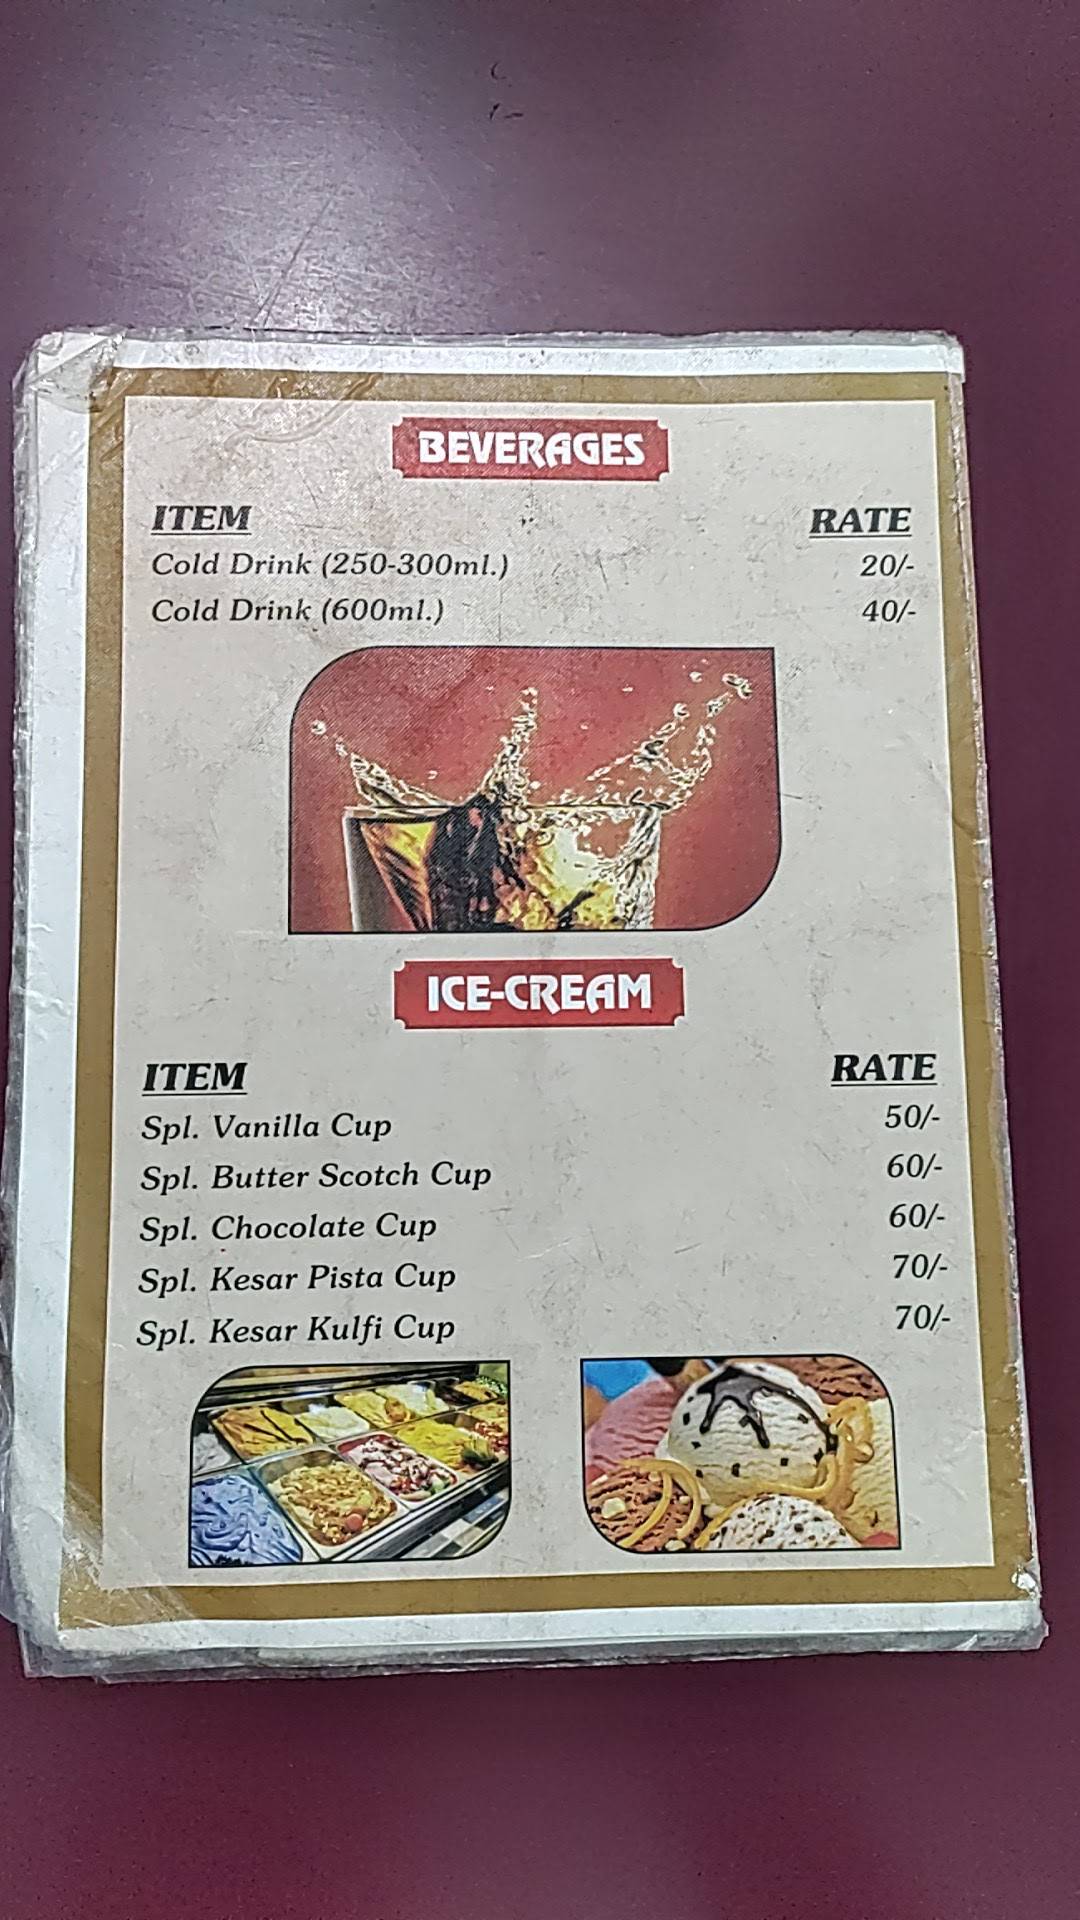 BEVERAGES
ITEM RATE
Cold Drink (250-300ml.) 20/-
Cold Drink (600ml.) 40/-
ICE-CREAM
ITEM RATE
Spl. Vanilla Cup 50/-
Spl. Butter Scotch Cup 60/-
Spl. Chocolate Cup 60/-
Spl. Kesar Pista Cup 70/-
Spl. Kesar Kulfi Cup 70/-